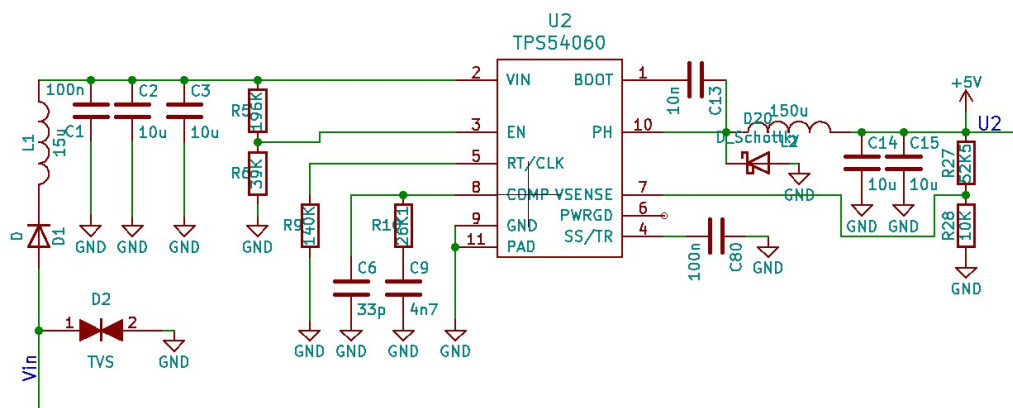 U2
TPS54060
2 VIN BOOT 1
3 EN PH 10
5 RT/CLK
8 COMP VSENSE 7
PWRGD 6
9 GND
SS/TR 4
11 PAD
100n
C1
C2
10u
C3
10u
L1
15u
GND
GND
GND
R5
196K
R6
39K
GND
D
D1
D2
1 2
TVS
GND
Vin
R9
140K
GND
C6
33p
GND
R10
26K1
C9
4n7
GND
GND
10n
C13
D20
D_Schottky
GND
150u
L2
C14
10u
GND
C15
10u
GND
+5V
U2
R27
52K5
R28
10K
GND
100n
C80
GND